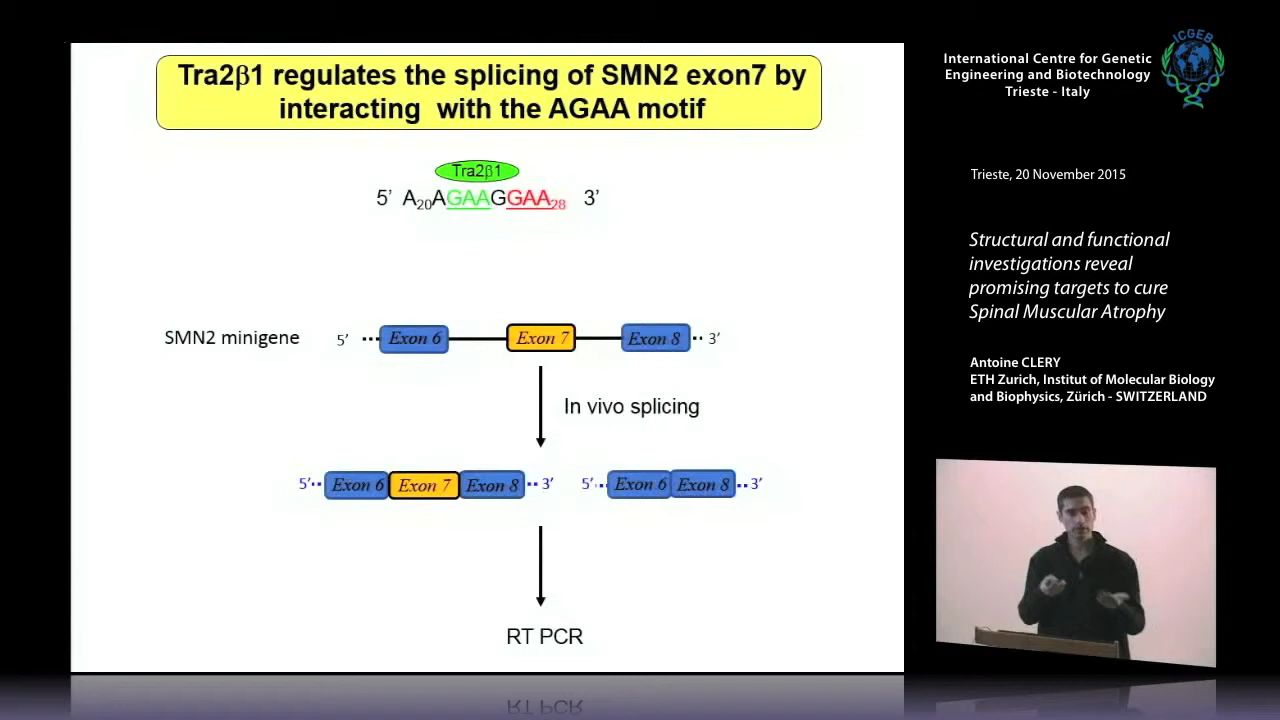 Tra2β1 regulates the splicing of SMN2 exon7 by
interacting with the AGAA motif
Tra2β1
5’ A20AGAAGGAA28 3’
SMN2 minigene 5’ Exon 6 Exon 7 Exon 8 3’
In vivo splicing
5’ Exon 6 Exon 7 Exon 8 3’ 5’ Exon 6 Exon 8 3’
RT PCR
International Centre for Genetic
Engineering and Biotechnology
Trieste - Italy
ICGEB
Trieste, 20 November 2015
Structural and functional
investigations reveal
promising targets to cure
Spinal Muscular Atrophy
Antoine CLERY
ETH Zurich, Institut of Molecular Biology
and Biophysics, Zürich - SWITZERLAND